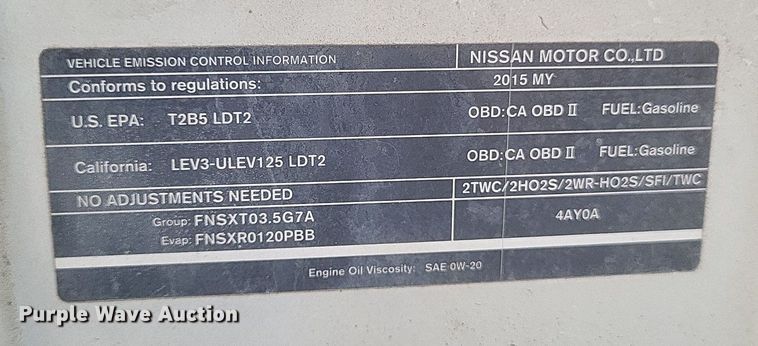 VEHICLE EMISSION CONTROL INFORMATION NISSAN MOTOR CO.,LTD
Conforms to regulations: 2015 MY
U.S. EPA: T2B5 LDT2 OBD:CA OBD II FUEL:Gasoline
California: LEV3-ULEV125 LDT2 OBD:CA OBD II FUEL:Gasoline
NO ADJUSTMENTS NEEDED 2TWC/2HO2S/2WR-HO2S/SFI/TWC
Group: FNSXT03.5G7A 4AY0A
Evap: FNSXR0120PBB
Engine Oil Viscosity: SAE 0W-20
Purple Wave Auction